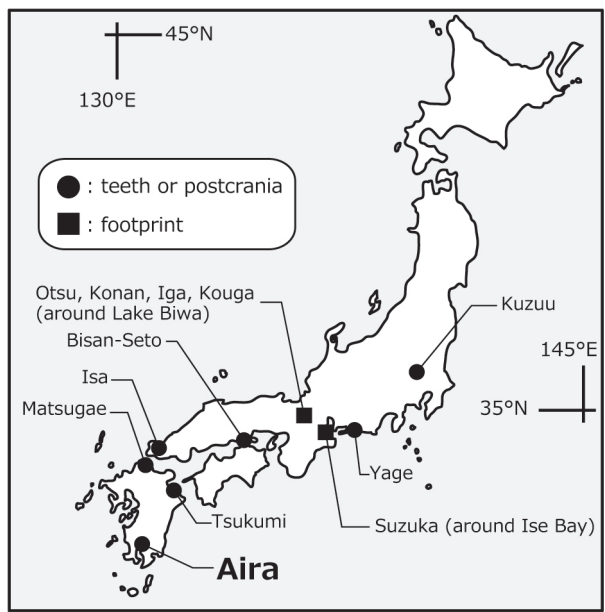 45°N
130°E
: teeth or postcrania
: footprint
Otsu, Konan, Iga, Kouga
(around Lake Biwa)
Bisan-Seto
Kuzuu
145°E
Isa
35°N
Matsugae
Yage
Tsukumi
Suzuka (around Ise Bay)
Aira